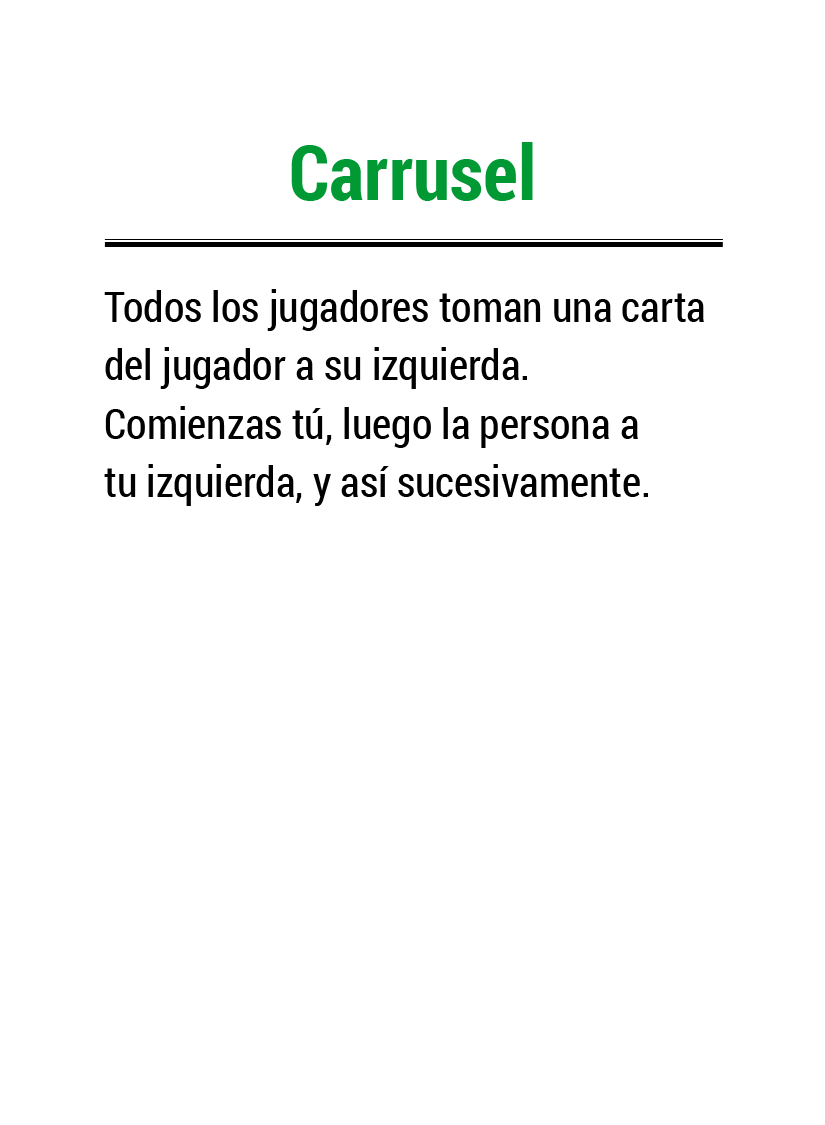 Carrusel
Todos los jugadores toman una carta
del jugador a su izquierda.
Comienzas tú, luego la persona a
tu izquierda, y así sucesivamente.